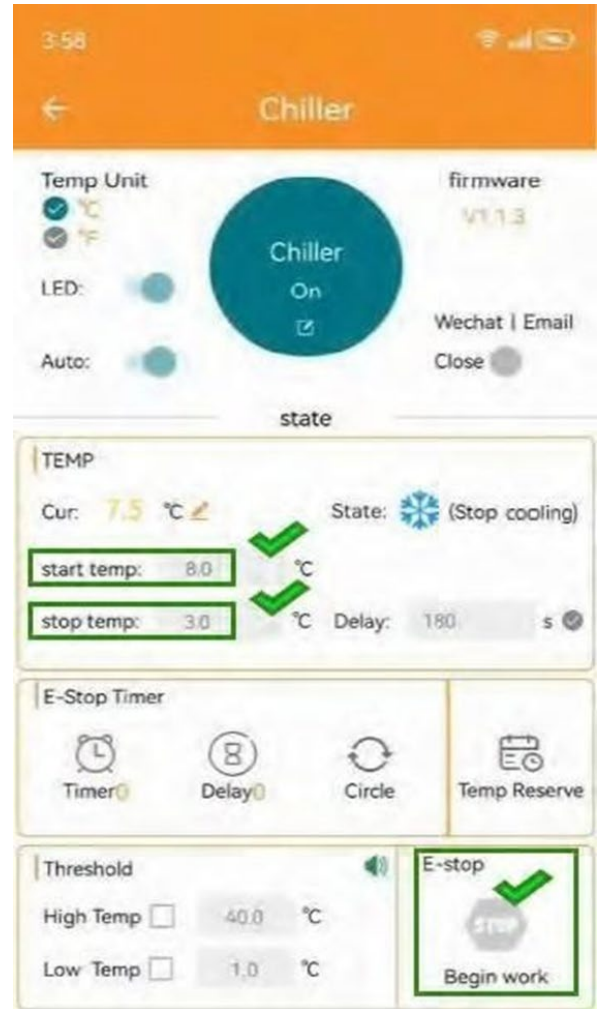 3:58
Chiller
Temp Unit
°C
°F
firmware
V1.1.3
Chiller
On
LED:
Wechat | Email
Auto:
Close
state
TEMP
Cur: 7.5 °C
State: (Stop cooling)
start temp: 8.0 °C
stop temp: 3.0 °C Delay: 180 s
E-Stop Timer
Timer0 Delay0 Circle Temp Reserve
Threshold
E-stop
High Temp 40.0 °C
STOP
Low Temp 1.0 °C
Begin work